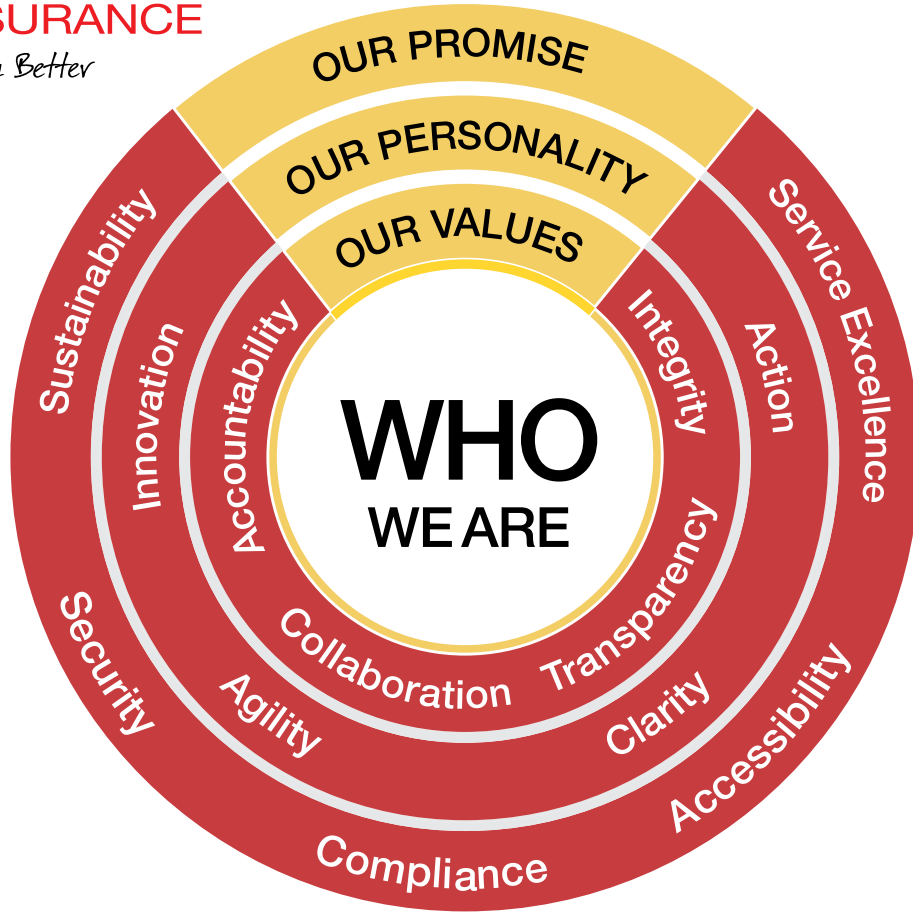 SURANCE
Better
OUR PROMISE
OUR PERSONALITY
OUR VALUES
WHO
WE ARE
Sustainability
Security
Compliance
Accessibility
Service Excellence
Innovation
Agility
Clarity
Action
Accountability
Collaboration
Transparency
Integrity